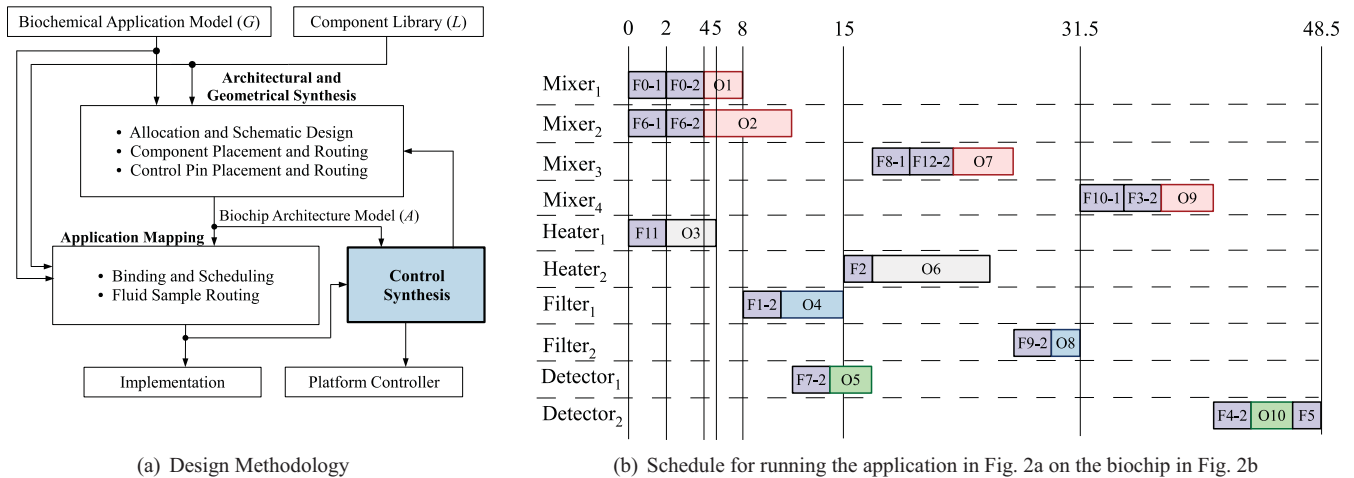 Biochemical Application Model (G)
Component Library (L)
Architectural and
Geometrical Synthesis
• Allocation and Schematic Design
• Component Placement and Routing
• Control Pin Placement and Routing
Biochip Architecture Model (A)
Application Mapping
• Binding and Scheduling
• Fluid Sample Routing
Control
Synthesis
Implementation
Platform Controller
(a) Design Methodology
0 2 4 5 8 15 31.5 48.5
Mixer1 F0-1 F0-2 O1
Mixer2 F6-1 F6-2 O2
Mixer3 F8-1 F12-2 O7
Mixer4 F10-1 F3-2 O9
Heater1 F11 O3
Heater2 F2 O6
Filter1 F1-2 O4
Filter2 F9-2 O8
Detector1 F7-2 O5
Detector2 F4-2 O10 F5
(b) Schedule for running the application in Fig. 2a on the biochip in Fig. 2b